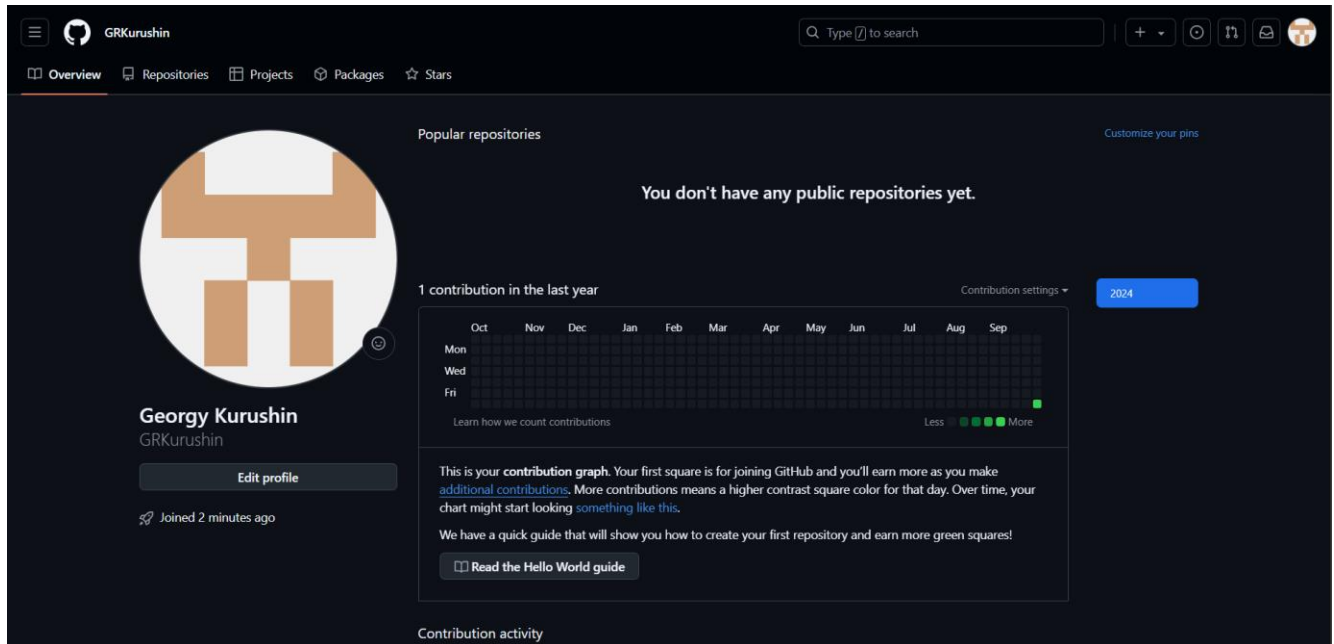 GRKurushin
Type / to search
Overview Repositories Projects Packages Stars
Popular repositories
Customize your pins
You don't have any public repositories yet.
1 contribution in the last year
Contribution settings
2024
Oct Nov Dec Jan Feb Mar Apr May Jun Jul Aug Sep
Mon
Wed
Fri
Learn how we count contributions
Less More
Georgy Kurushin
GRKurushin
Edit profile
Joined 2 minutes ago
This is your contribution graph. Your first square is for joining GitHub and you'll earn more as you make
additional contributions. More contributions means a higher contrast square color for that day. Over time, your
chart might start looking something like this.
We have a quick guide that will show you how to create your first repository and earn more green squares!
Read the Hello World guide
Contribution activity